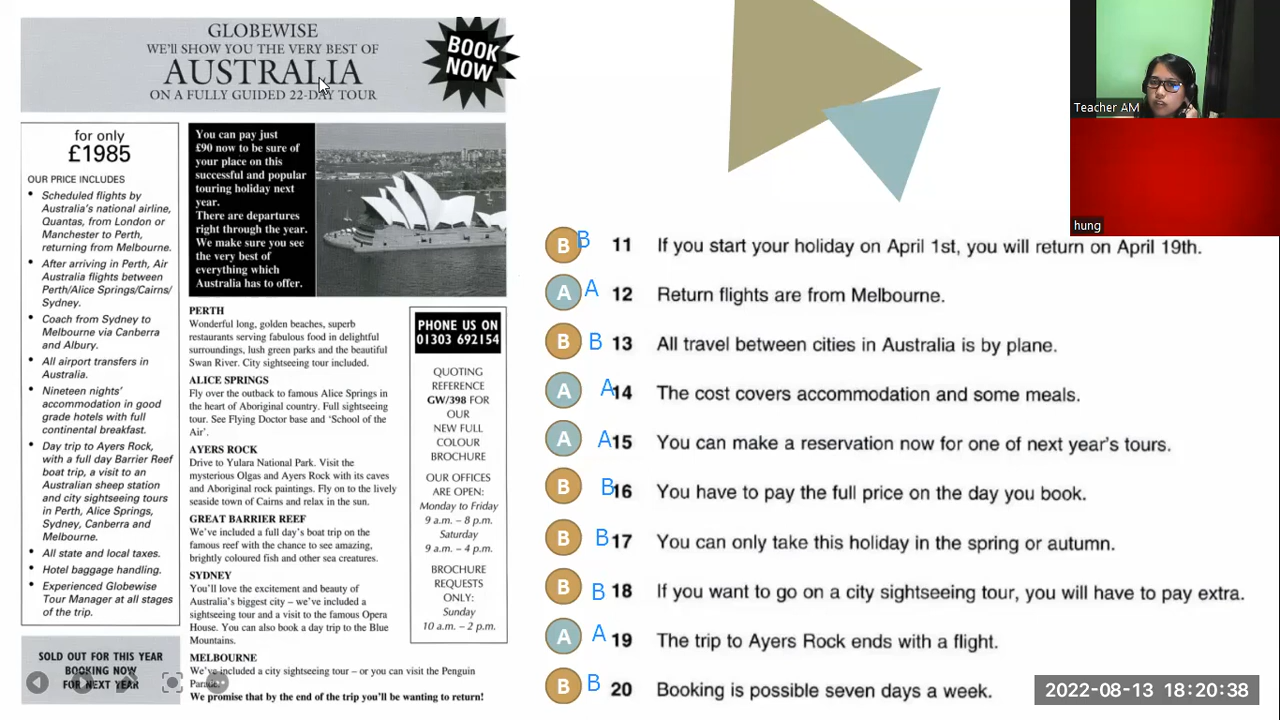 GLOBEWISE
WE'LL SHOW YOU THE VERY BEST OF
AUSTRALIA
ON A FULLY GUIDED 22-DAY TOUR
BOOK
NOW
for only
£1985
OUR PRICE INCLUDES
• Scheduled flights by
Australia's national airline,
Quantas, from London or
Manchester to Perth,
returning from Melbourne.
• After arriving in Perth, Air
Australia flights between
Perth/Alice Springs/Cairns/
Sydney.
• Coach from Sydney to
Melbourne via Canberra
and Albury.
• All airport transfers in
Australia.
• Nineteen nights'
accommodation in good
grade hotels with full
continental breakfast.
• Day trip to Ayers Rock,
with a full day Barrier Reef
boat trip, a visit to an
Australian sheep station
and city sightseeing tours
in Perth, Alice Springs,
Sydney, Canberra and
Melbourne.
• All state and local taxes.
• Hotel baggage handling.
• Experienced Globewise
Tour Manager at all stages
of the trip.
SOLD OUT FOR THIS YEAR
BOOKING NOW
FOR NEXT YEAR
You can pay just
£90 now to be sure of
your place on this
successful and popular
touring holiday next
year.
There are departures
right through the year.
We make sure you see
the very best of
everything which
Australia has to offer.
PERTH
Wonderful long, golden beaches, superb
restaurants serving fabulous food in delightful
surroundings, lush green parks and the beautiful
Swan River. City sightseeing tour included.
ALICE SPRINGS
Fly over the outback to famous Alice Springs in
the heart of Aboriginal country. Full sightseeing
tour. See Flying Doctor base and 'School of the
Air'.
AYERS ROCK
Drive to Yulara National Park. Visit the
mysterious Olgas and Ayers Rock with its caves
and Aboriginal rock paintings. Fly on to the lively
seaside town of Cairns and relax in the sun.
GREAT BARRIER REEF
We've included a full day's boat trip on the
famous reef with the chance to see amazing,
brightly coloured fish and other sea creatures.
SYDNEY
You'll love the excitement and beauty of
Australia's biggest city – we've included a
sightseeing tour and a visit to the famous Opera
House. You can also book a day trip to the Blue
Mountains.
MELBOURNE
We've included a city sightseeing tour – or you can visit the Penguin
We promise that by the end of the trip you'll be wanting to return!
PHONE US ON
01303 692154
QUOTING
REFERENCE
GW/398 FOR
OUR
NEW FULL
COLOUR
BROCHURE
OUR OFFICES
ARE OPEN:
Monday to Friday
9 a.m. – 8 p.m.
Saturday
9 a.m. – 4 p.m.
BROCHURE
REQUESTS
ONLY:
Sunday
10 a.m. – 2 p.m.
B B 11 If you start your holiday on April 1st, you will return on April 19th.
A A 12 Return flights are from Melbourne.
B B 13 All travel between cities in Australia is by plane.
A A 14 The cost covers accommodation and some meals.
A A 15 You can make a reservation now for one of next year's tours.
B B 16 You have to pay the full price on the day you book.
B B 17 You can only take this holiday in the spring or autumn.
B B 18 If you want to go on a city sightseeing tour, you will have to pay extra.
A A 19 The trip to Ayers Rock ends with a flight.
B B 20 Booking is possible seven days a week.
Teacher AM
hung
2022-08-13 18:20:38